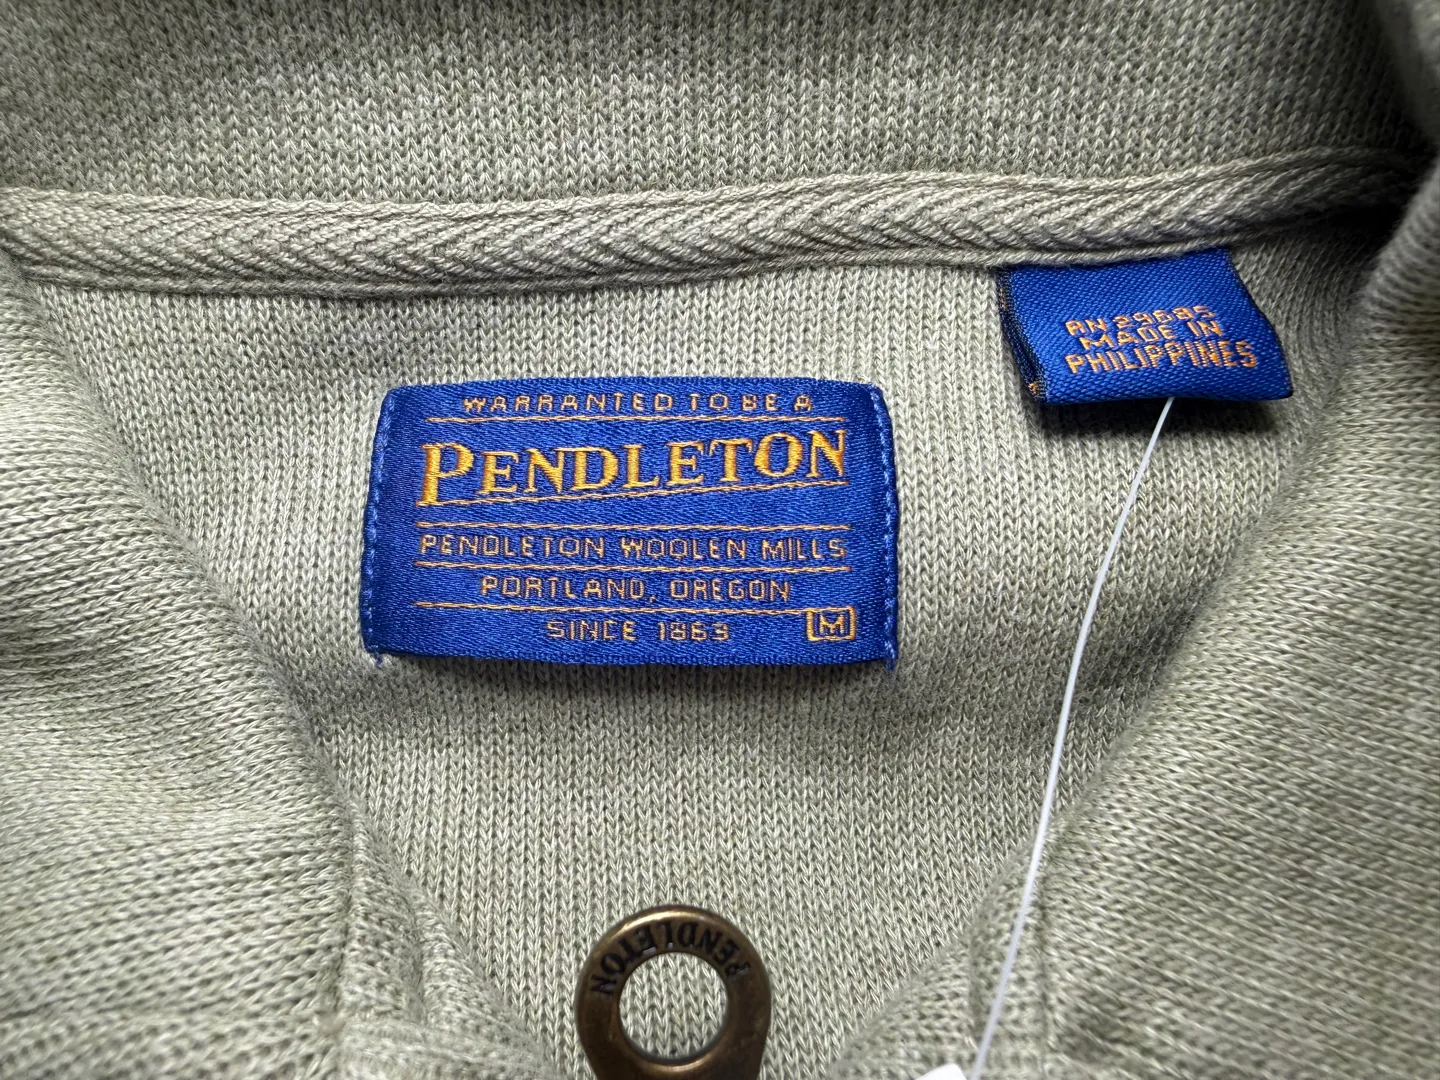 WARRANTED TO BE A
PENDLETON
PENDLETON WOOLEN MILLS
PORTLAND, OREGON
SINCE 1863
M
RN 29685
MADE IN
PHILIPPINES
PENDLETON